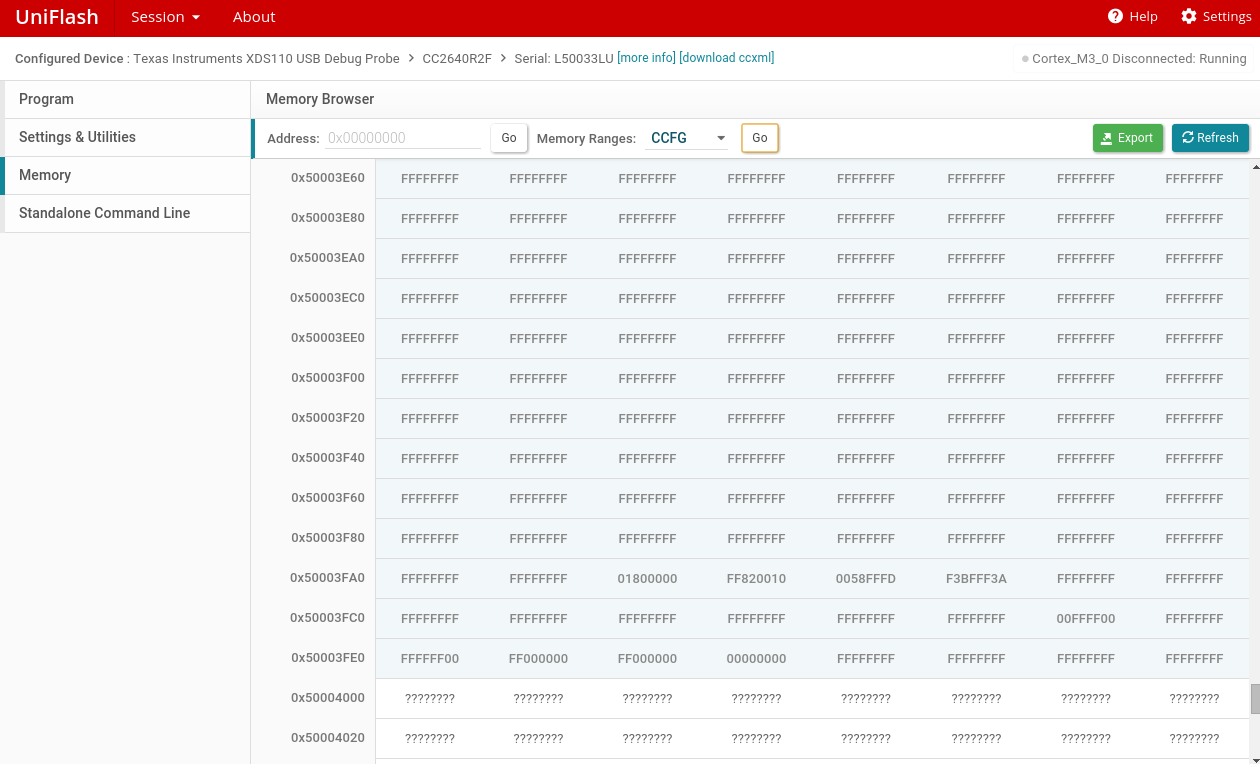 UniFlash Session About Help Settings
Configured Device : Texas Instruments XDS110 USB Debug Probe > CC2640R2F > Serial: L50033LU [more info] [download ccxml] Cortex_M3_0 Disconnected: Running
Program
Settings & Utilities
Memory
Standalone Command Line
Memory Browser
Address: 0x00000000 Go Memory Ranges: CCFG Go Export Refresh
0x50003E60 FFFFFFFF FFFFFFFF FFFFFFFF FFFFFFFF FFFFFFFF FFFFFFFF FFFFFFFF FFFFFFFF
0x50003E80 FFFFFFFF FFFFFFFF FFFFFFFF FFFFFFFF FFFFFFFF FFFFFFFF FFFFFFFF FFFFFFFF
0x50003EA0 FFFFFFFF FFFFFFFF FFFFFFFF FFFFFFFF FFFFFFFF FFFFFFFF FFFFFFFF FFFFFFFF
0x50003EC0 FFFFFFFF FFFFFFFF FFFFFFFF FFFFFFFF FFFFFFFF FFFFFFFF FFFFFFFF FFFFFFFF
0x50003EE0 FFFFFFFF FFFFFFFF FFFFFFFF FFFFFFFF FFFFFFFF FFFFFFFF FFFFFFFF FFFFFFFF
0x50003F00 FFFFFFFF FFFFFFFF FFFFFFFF FFFFFFFF FFFFFFFF FFFFFFFF FFFFFFFF FFFFFFFF
0x50003F20 FFFFFFFF FFFFFFFF FFFFFFFF FFFFFFFF FFFFFFFF FFFFFFFF FFFFFFFF FFFFFFFF
0x50003F40 FFFFFFFF FFFFFFFF FFFFFFFF FFFFFFFF FFFFFFFF FFFFFFFF FFFFFFFF FFFFFFFF
0x50003F60 FFFFFFFF FFFFFFFF FFFFFFFF FFFFFFFF FFFFFFFF FFFFFFFF FFFFFFFF FFFFFFFF
0x50003F80 FFFFFFFF FFFFFFFF FFFFFFFF FFFFFFFF FFFFFFFF FFFFFFFF FFFFFFFF FFFFFFFF
0x50003FA0 FFFFFFFF FFFFFFFF 01800000 FF820010 0058FFFD F3BFFF3A FFFFFFFF FFFFFFFF
0x50003FC0 FFFFFFFF FFFFFFFF FFFFFFFF FFFFFFFF FFFFFFFF FFFFFFFF 00FFFF00 FFFFFFFF
0x50003FE0 FFFFFF00 FF000000 FF000000 00000000 FFFFFFFF FFFFFFFF FFFFFFFF FFFFFFFF
0x50004000 ???????? ???????? ???????? ???????? ???????? ???????? ???????? ????????
0x50004020 ???????? ???????? ???????? ???????? ???????? ???????? ???????? ????????